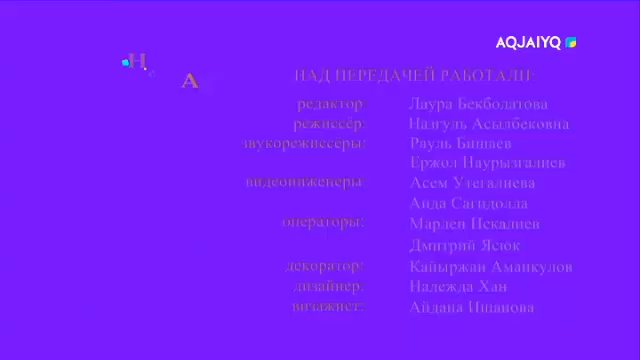 AQJAIYQ
Н
А
НАД ПЕРЕДАЧЕЙ РАБОТАЛИ:
редактор: Лаура Бекболатова
режиссёр: Назгуль Асылбековна
звукорежиссеры: Рауль Бишаев
Ержол Наурызгалиев
видеоинженеры: Асем Утегалиева
Аида Сагидолла
операторы: Марлен Искалиев
Дмитрий Ясюк
декоратор: Кайыржан Аманкулов
дизайнер: Надежда Хан
визажист: Айдана Ишанова